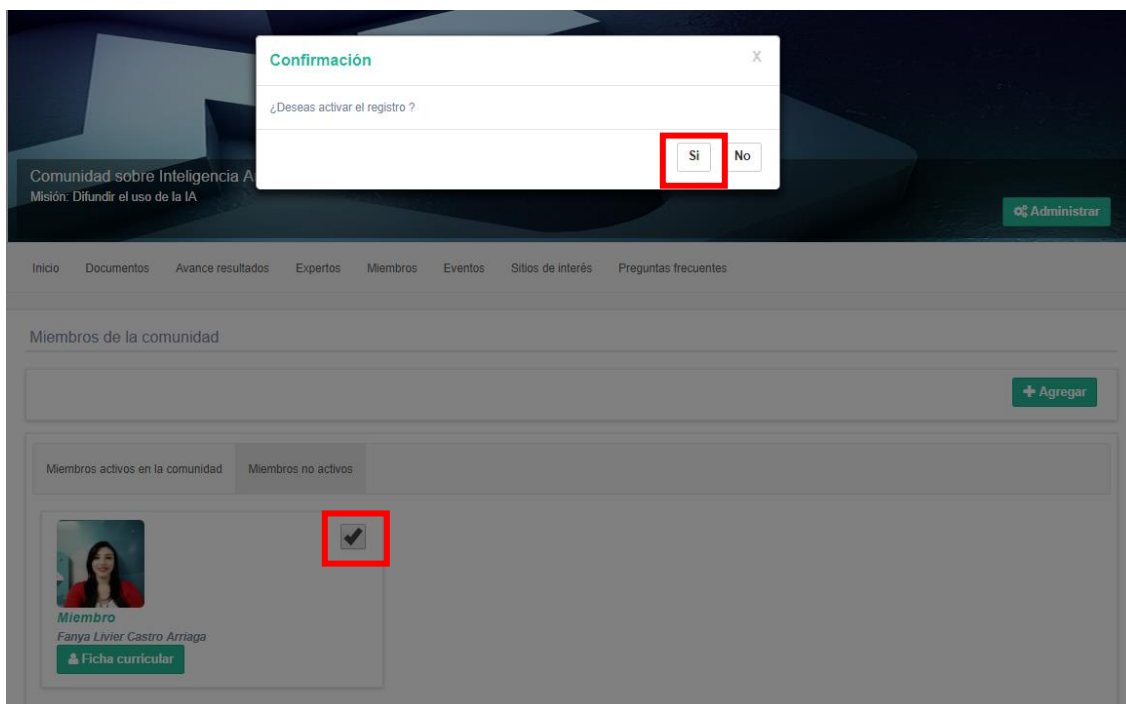 Confirmación X
¿Deseas activar el registro ?
Si No
Comunidad sobre Inteligencia A
Misión: Difundir el uso de la IA
Administrar
Inicio Documentos Avance resultados Expertos Miembros Eventos Sitios de interés Preguntas frecuentes
Miembros de la comunidad
Agregar
Miembros activos en la comunidad Miembros no activos
Miembro
Fanya Livier Castro Arriaga
Ficha curricular